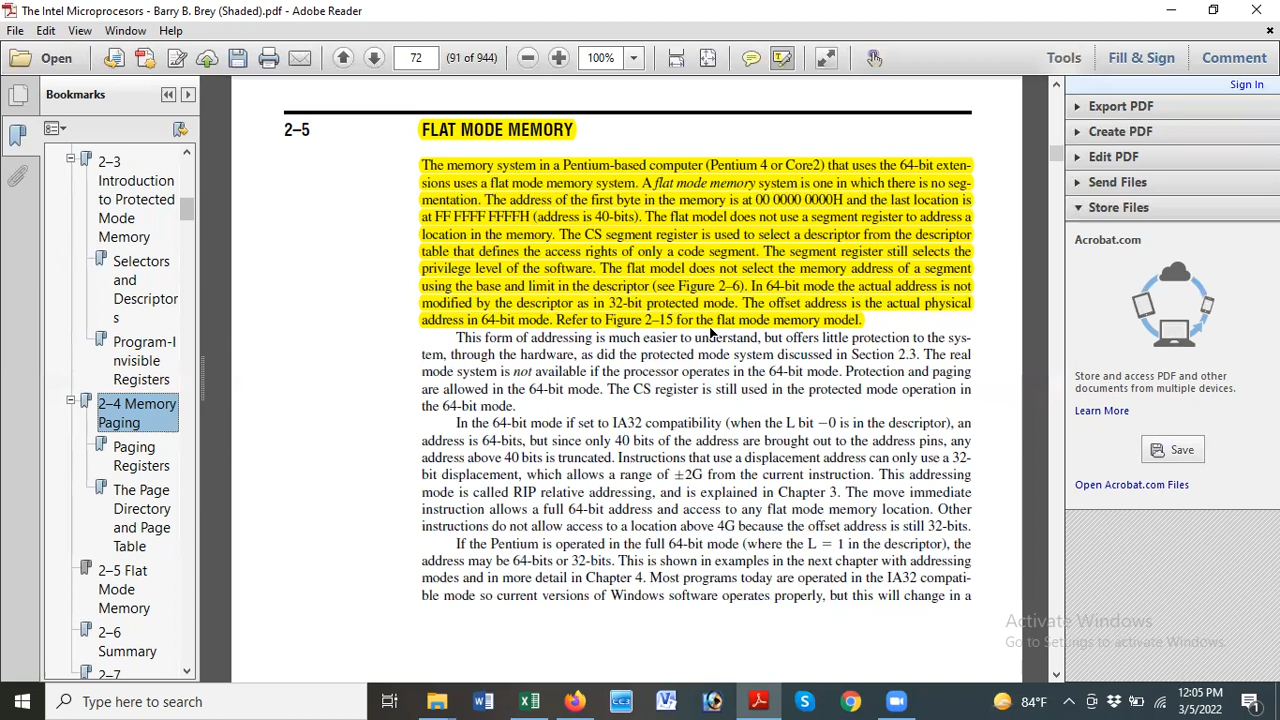 The Intel Microprocesors - Barry B. Brey (Shaded).pdf - Adobe Reader
File Edit View Window Help
Open 72 (91 of 944) 100% Tools Fill & Sign Comment
Sign In
Bookmarks
2–3
Introduction
to Protected
Mode
Memory
Selectors
and
Descriptor
s
Program-I
nvisible
Registers
2–4 Memory
Paging
Paging
Registers
The Page
Directory
and Page
Table
2–5 Flat
Mode
Memory
2–6
Summary
2–7
2–5 FLAT MODE MEMORY
The memory system in a Pentium-based computer (Pentium 4 or Core2) that uses the 64-bit exten-
sions uses a flat mode memory system. A flat mode memory system is one in which there is no seg-
mentation. The address of the first byte in the memory is at 00 0000 0000H and the last location is
at FF FFFF FFFFH (address is 40-bits). The flat model does not use a segment register to address a
location in the memory. The CS segment register is used to select a descriptor from the descriptor
table that defines the access rights of only a code segment. The segment register still selects the
privilege level of the software. The flat model does not select the memory address of a segment
using the base and limit in the descriptor (see Figure 2–6). In 64-bit mode the actual address is not
modified by the descriptor as in 32-bit protected mode. The offset address is the actual physical
address in 64-bit mode. Refer to Figure 2–15 for the flat mode memory model.
This form of addressing is much easier to understand, but offers little protection to the sys-
tem, through the hardware, as did the protected mode system discussed in Section 2.3. The real
mode system is not available if the processor operates in the 64-bit mode. Protection and paging
are allowed in the 64-bit mode. The CS register is still used in the protected mode operation in
the 64-bit mode.
In the 64-bit mode if set to IA32 compatibility (when the L bit −0 is in the descriptor), an
address is 64-bits, but since only 40 bits of the address are brought out to the address pins, any
address above 40 bits is truncated. Instructions that use a displacement address can only use a 32-
bit displacement, which allows a range of ±2G from the current instruction. This addressing
mode is called RIP relative addressing, and is explained in Chapter 3. The move immediate
instruction allows a full 64-bit address and access to any flat mode memory location. Other
instructions do not allow access to a location above 4G because the offset address is still 32-bits.
If the Pentium is operated in the full 64-bit mode (where the L = 1 in the descriptor), the
address may be 64-bits or 32-bits. This is shown in examples in the next chapter with addressing
modes and in more detail in Chapter 4. Most programs today are operated in the IA32 compati-
ble mode so current versions of Windows software operates properly, but this will change in a
Export PDF
Create PDF
Edit PDF
Send Files
Store Files
Acrobat.com
Store and access PDF and other
documents from multiple devices.
Learn More
Save
Open Acrobat.com Files
Activate Windows
Go to Settings to activate Windows.
Type here to search
CC3
84°F
12:05 PM
3/5/2022
1